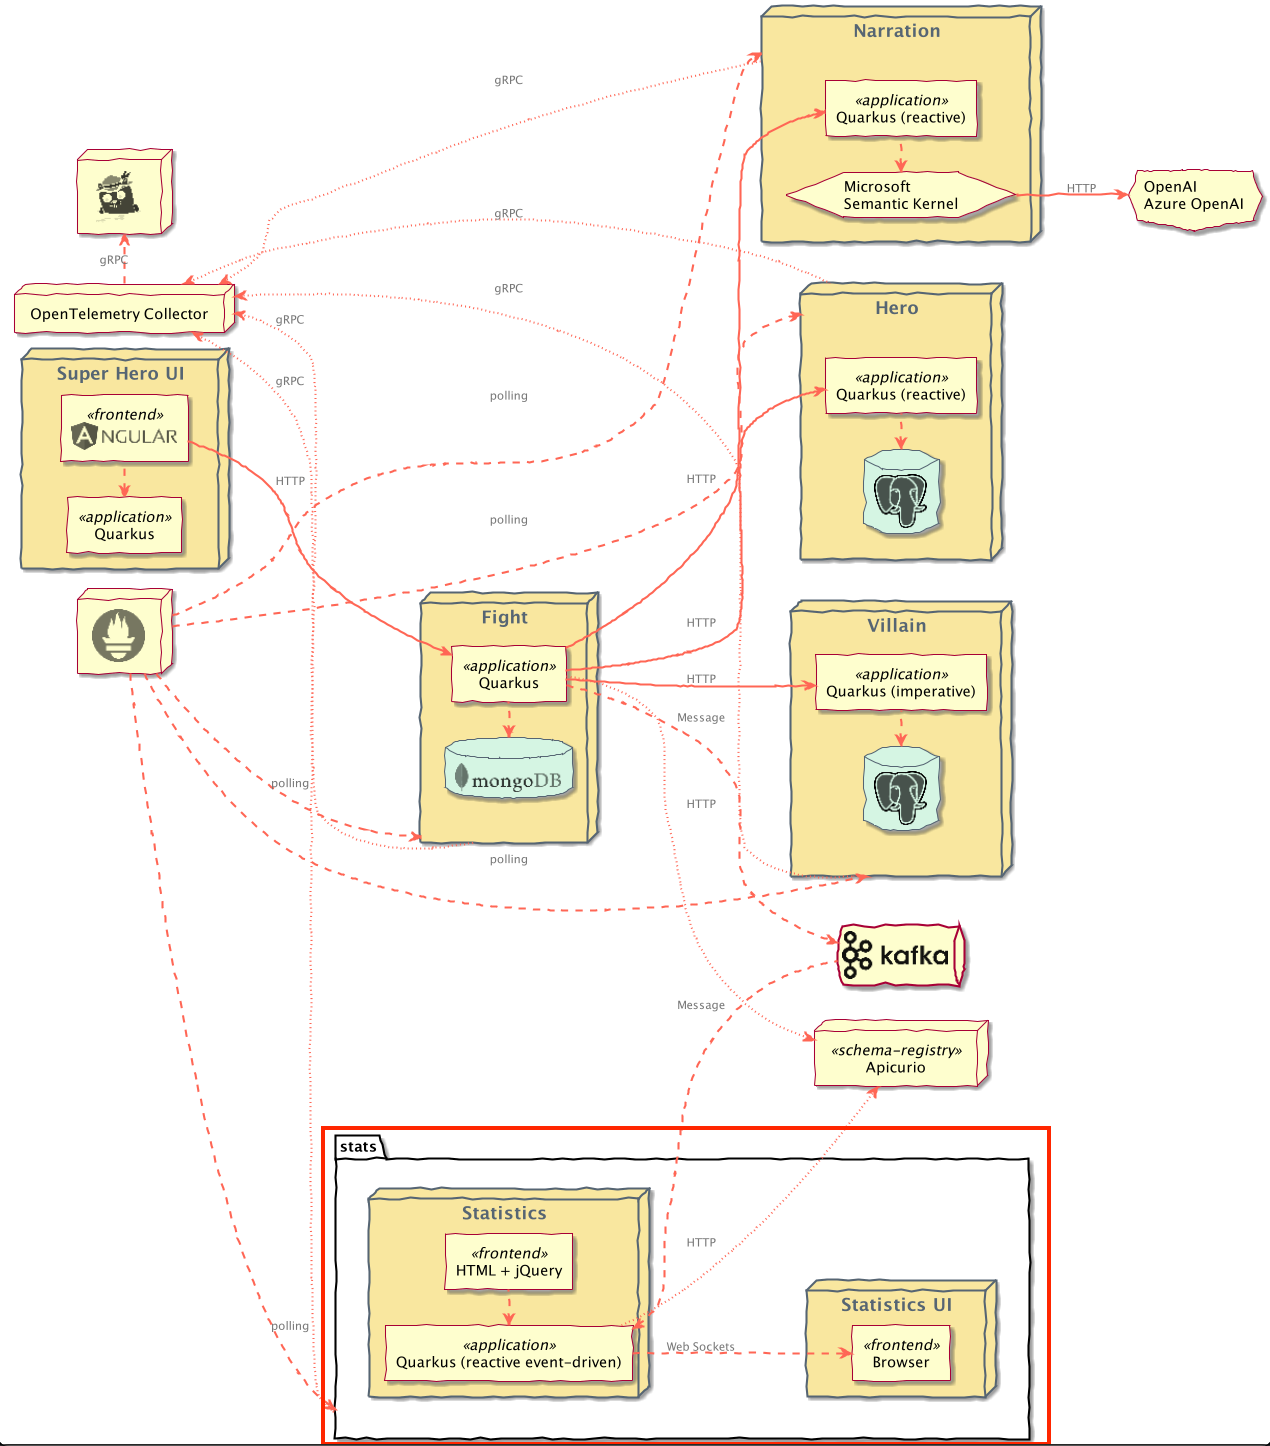 Narration
«application»
Quarkus (reactive)
Microsoft
Semantic Kernel
HTTP
OpenAI
Azure OpenAI
gRPC
gRPC
gRPC
gRPC
OpenTelemetry Collector
gRPC
gRPC
Super Hero UI
«frontend»
ANGULAR
«application»
Quarkus
HTTP
polling
polling
HTTP
Hero
«application»
Quarkus (reactive)
Fight
«application»
Quarkus
mongoDB
HTTP
HTTP
Message
HTTP
Villain
«application»
Quarkus (imperative)
polling
polling
kafka
Message
«schema-registry»
Apicurio
stats
Statistics
«frontend»
HTML + jQuery
«application»
Quarkus (reactive event-driven)
HTTP
Web Sockets
Statistics UI
«frontend»
Browser
polling